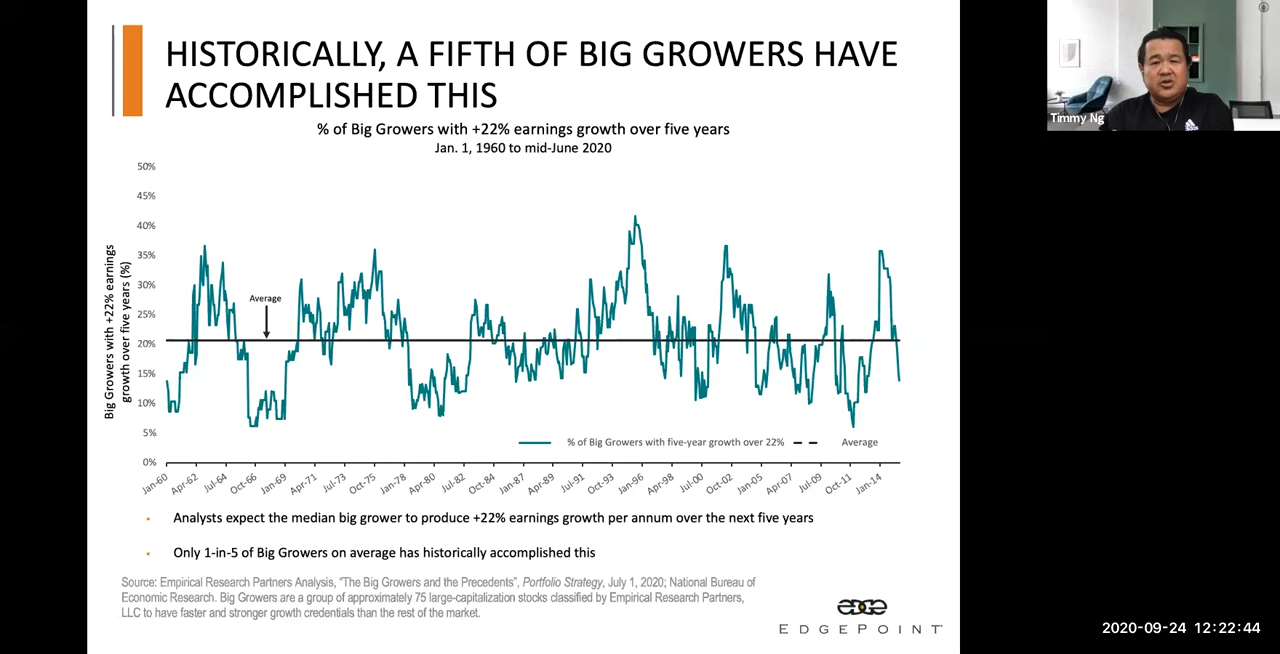 HISTORICALLY, A FIFTH OF BIG GROWERS HAVE
ACCOMPLISHED THIS
% of Big Growers with +22% earnings growth over five years
Jan. 1, 1960 to mid-June 2020
Timmy Ng
Big Growers with +22% earnings
growth over five years (%)
50%
45%
40%
35%
30%
25%
20%
15%
10%
5%
0%
Average
% of Big Growers with five-year growth over 22%
Average
Jan-60
Apr-62
Jul-64
Oct-66
Jan-69
Apr-71
Jul-73
Oct-75
Jan-78
Apr-80
Jul-82
Oct-84
Jan-87
Apr-89
Jul-91
Oct-93
Jan-96
Apr-98
Jul-00
Oct-02
Jan-05
Apr-07
Jul-09
Oct-11
Jan-14
Analysts expect the median big grower to produce +22% earnings growth per annum over the next five years
Only 1-in-5 of Big Growers on average has historically accomplished this
Source: Empirical Research Partners Analysis, “The Big Growers and the Precedents”, Portfolio Strategy, July 1, 2020; National Bureau of
Economic Research. Big Growers are a group of approximately 75 large-capitalization stocks classified by Empirical Research Partners,
LLC to have faster and stronger growth credentials than the rest of the market.
EDGEPOINT
2020-09-24 12:22:44